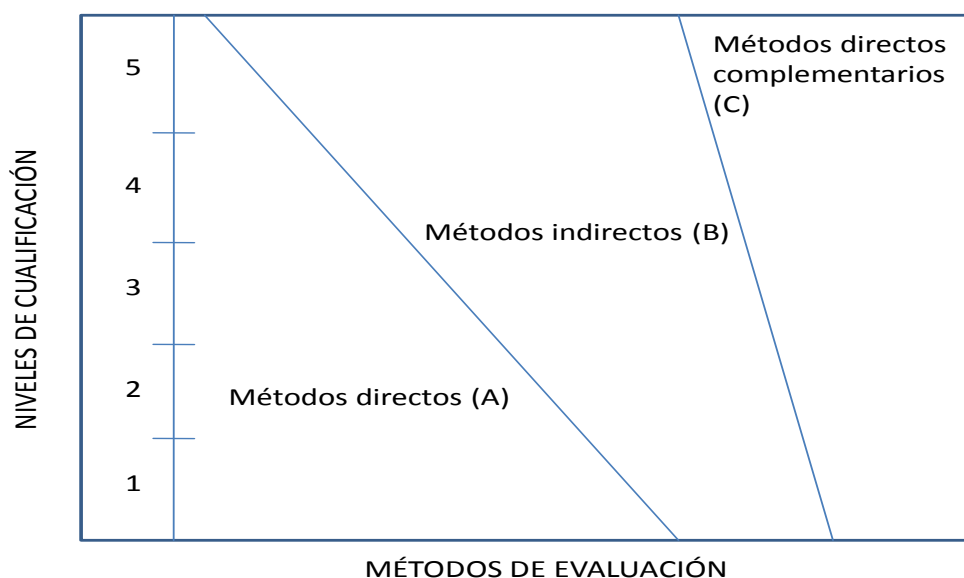 Métodos directos
complementarios
(C)
5
4
Métodos indirectos (B)
3
2
Métodos directos (A)
1
NIVELES DE CUALIFICACIÓN
MÉTODOS DE EVALUACIÓN